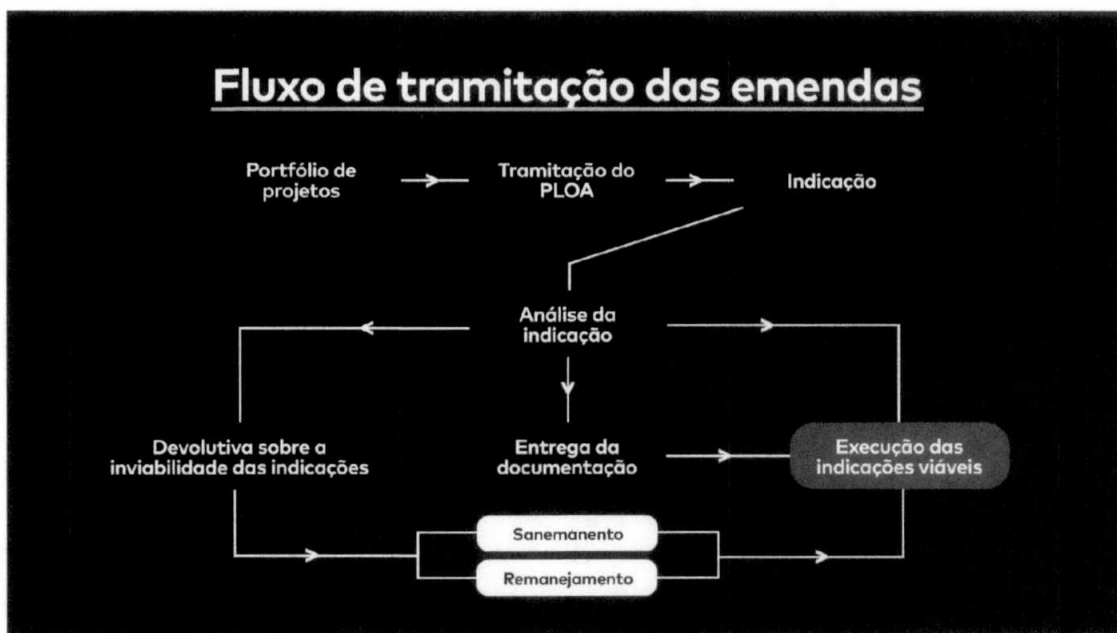 Fluxo de tramitação das emendas
Portfólio de
projetos
Tramitação do
PLOA
Indicação
Análise da
indicação
Devolutiva sobre a
inviabilidade das indicações
Entrega da
documentação
Execução das
indicações viáveis
Sanemanento
Remanejamento